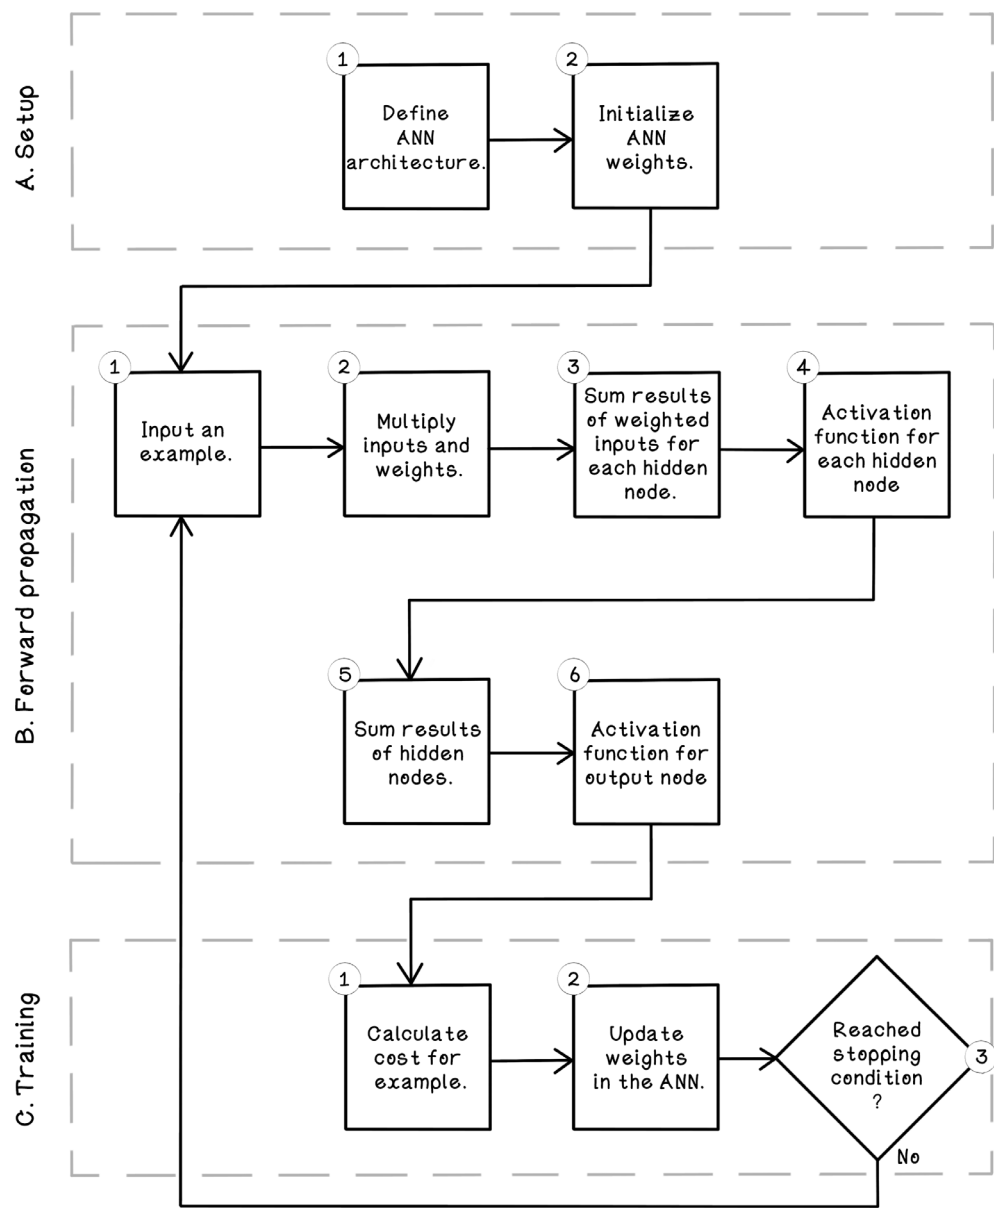 A. Setup
1
Define
ANN
architecture.
2
Initialize
ANN
weights.
B. Forward propagation
1
Input an
example.
2
Multiply
inputs and
weights.
3
Sum results
of weighted
inputs for
each hidden
node.
4
Activation
function for
each hidden
node
5
Sum results
of hidden
nodes.
6
Activation
function for
output node
C. Training
1
Calculate
cost for
example.
2
Update
weights
in the ANN.
3
Reached
stopping
condition
?
No